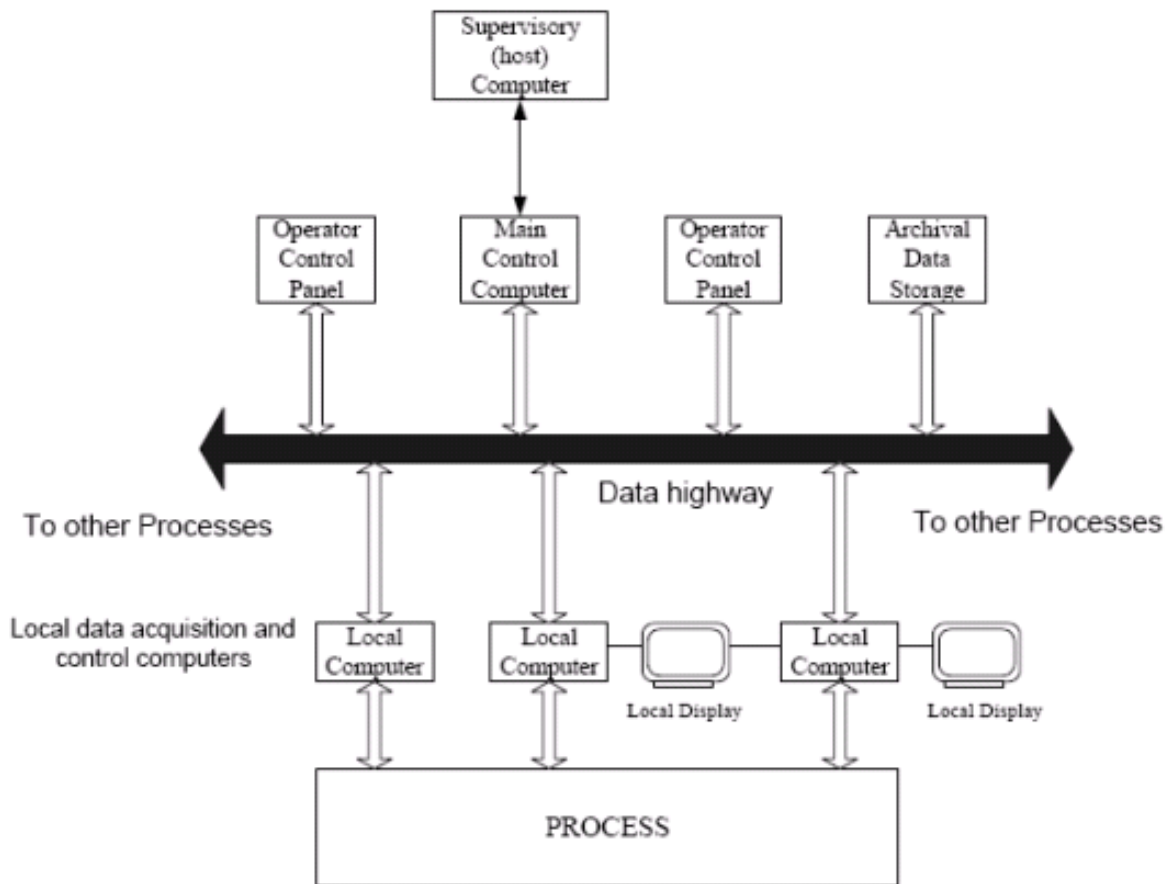 Supervisory
(host)
Computer
Operator
Control
Panel
Main
Control
Computer
Operator
Control
Panel
Archival
Data
Storage
Data highway
To other Processes
To other Processes
Local data acquisition and
control computers
Local
Computer
Local
Computer
Local
Computer
Local Display
Local Display
PROCESS